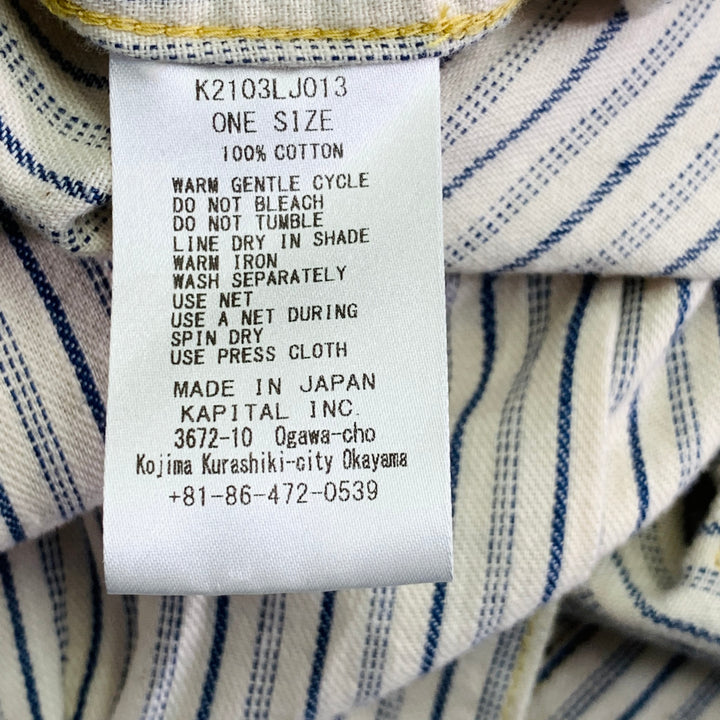 K2103LJ013
ONE SIZE
100% COTTON
WARM GENTLE CYCLE
DO NOT BLEACH
DO NOT TUMBLE
LINE DRY IN SHADE
WARM IRON
WASH SEPARATELY
USE NET
USE A NET DURING
SPIN DRY
USE PRESS CLOTH
MADE IN JAPAN
KAPITAL INC.
3672-10 Ogawa-cho
Kojima Kurashiki-city Okayama
+81-86-472-0539